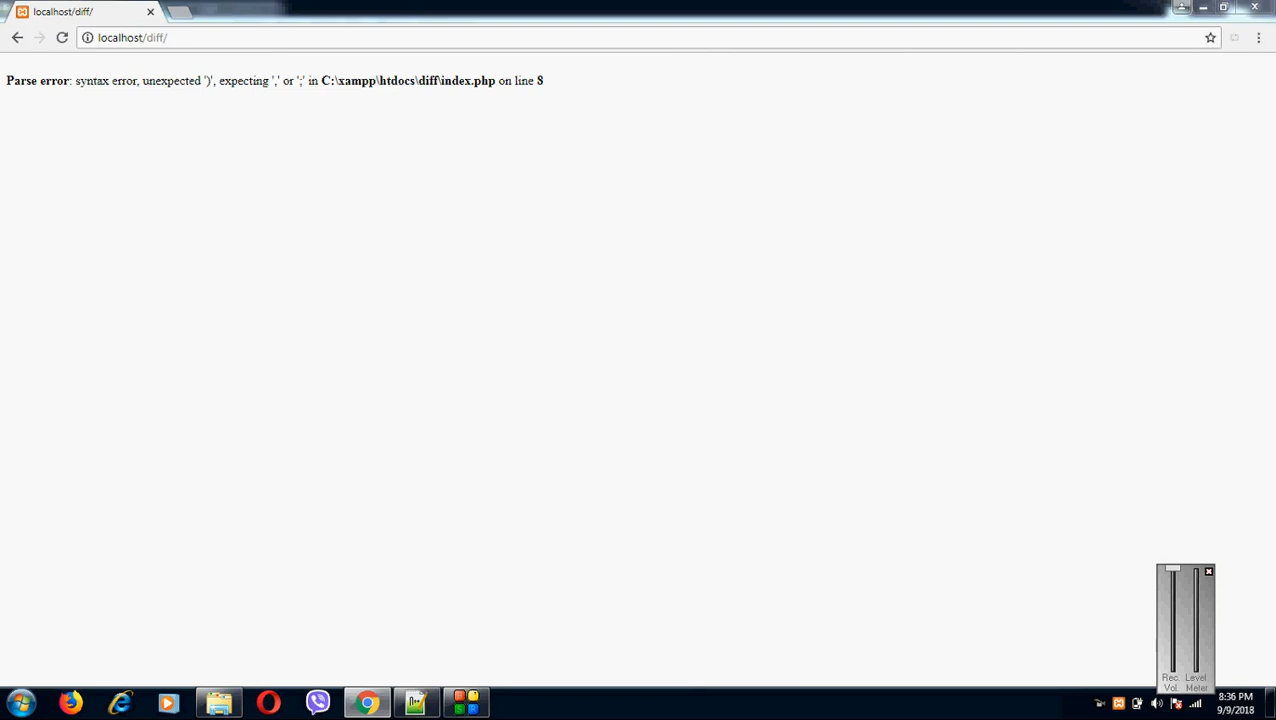 localhost/diff/
localhost/diff/
Parse error: syntax error, unexpected ')', expecting ',' or ';' in C:\xampp\htdocs\diff\index.php on line 8
Rec. Level
Vol. Meter
8:36 PM
9/9/2018